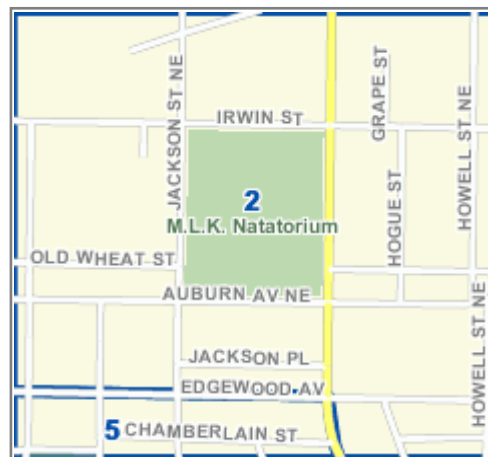 JACKSON ST NE
GRAPE ST
HOWELL ST NE
IRWIN ST
2
M.L.K. Natatorium
HOGUE ST
OLD WHEAT ST
AUBURN AV NE
HOWELL ST NE
JACKSON PL
EDGEWOOD AV
5
CHAMBERLAIN ST